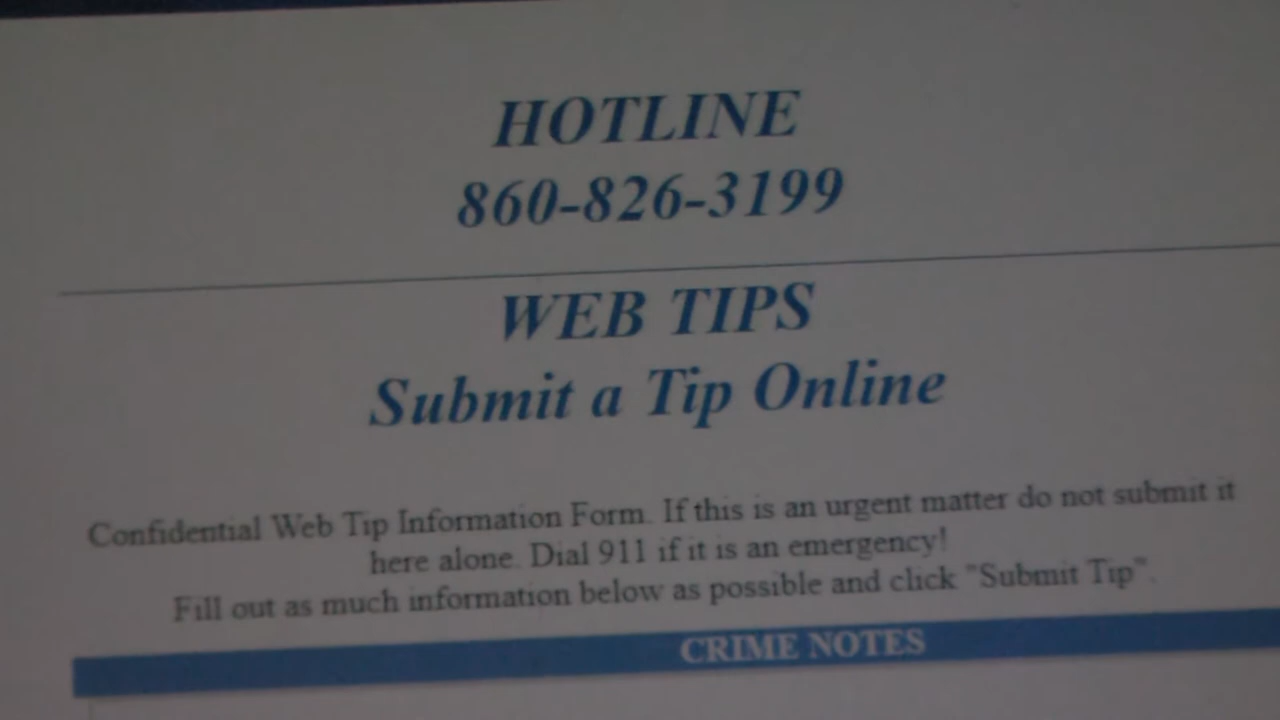 HOTLINE
860-826-3199
WEB TIPS
Submit a Tip Online
Confidential Web Tip Information Form. If this is an urgent matter do not submit it
here alone. Dial 911 if it is an emergency!
Fill out as much information below as possible and click "Submit Tip".
CRIME NOTES